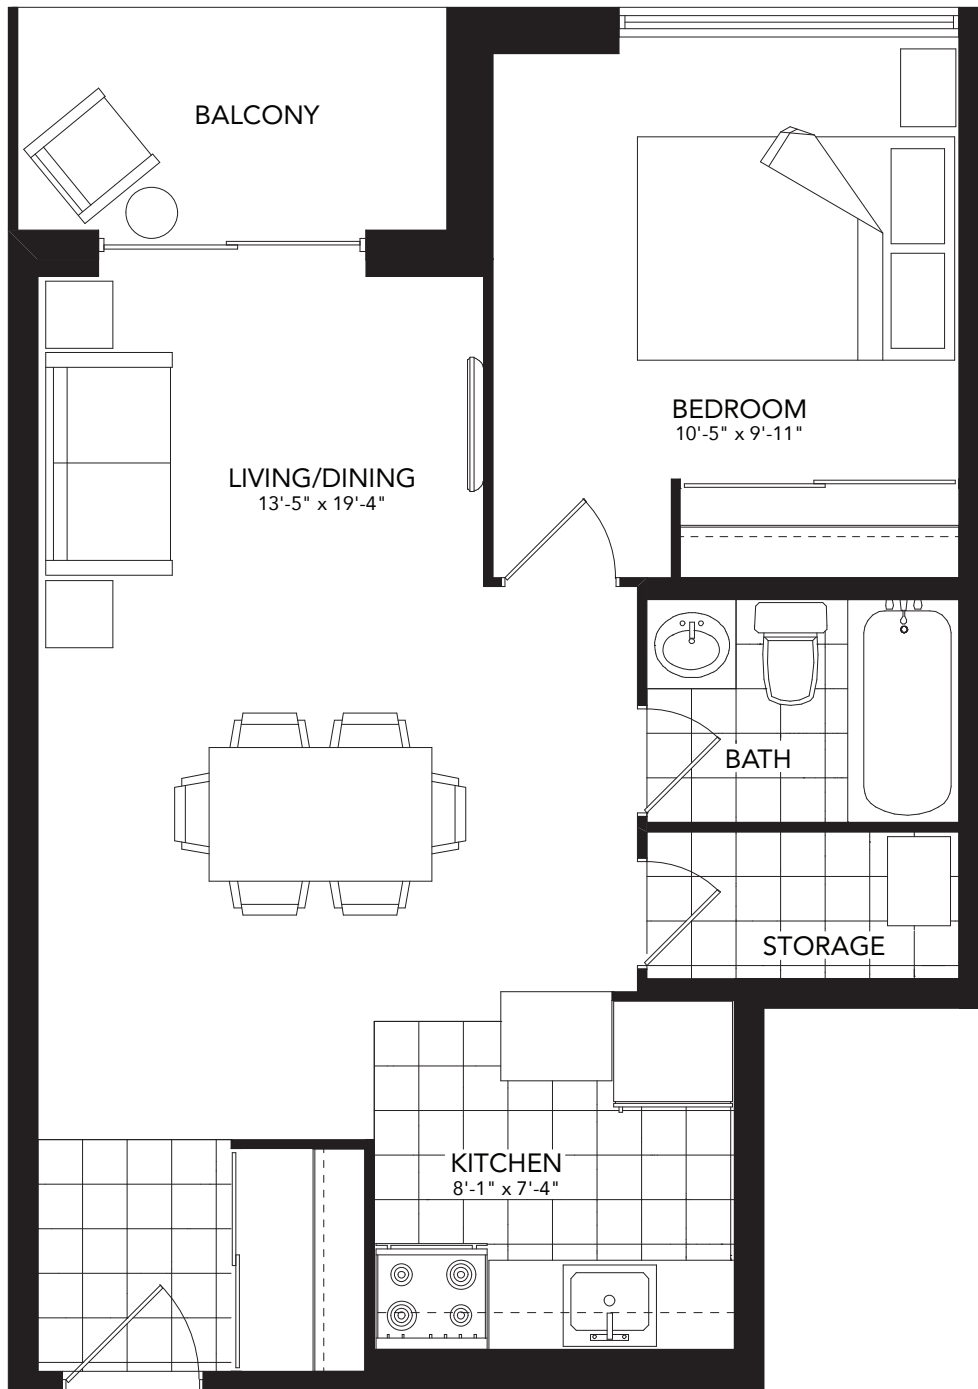 BALCONY
BEDROOM
10'-5" x 9'-11"
LIVING/DINING
13'-5" x 19'-4"
BATH
STORAGE
KITCHEN
8'-1" x 7'-4"